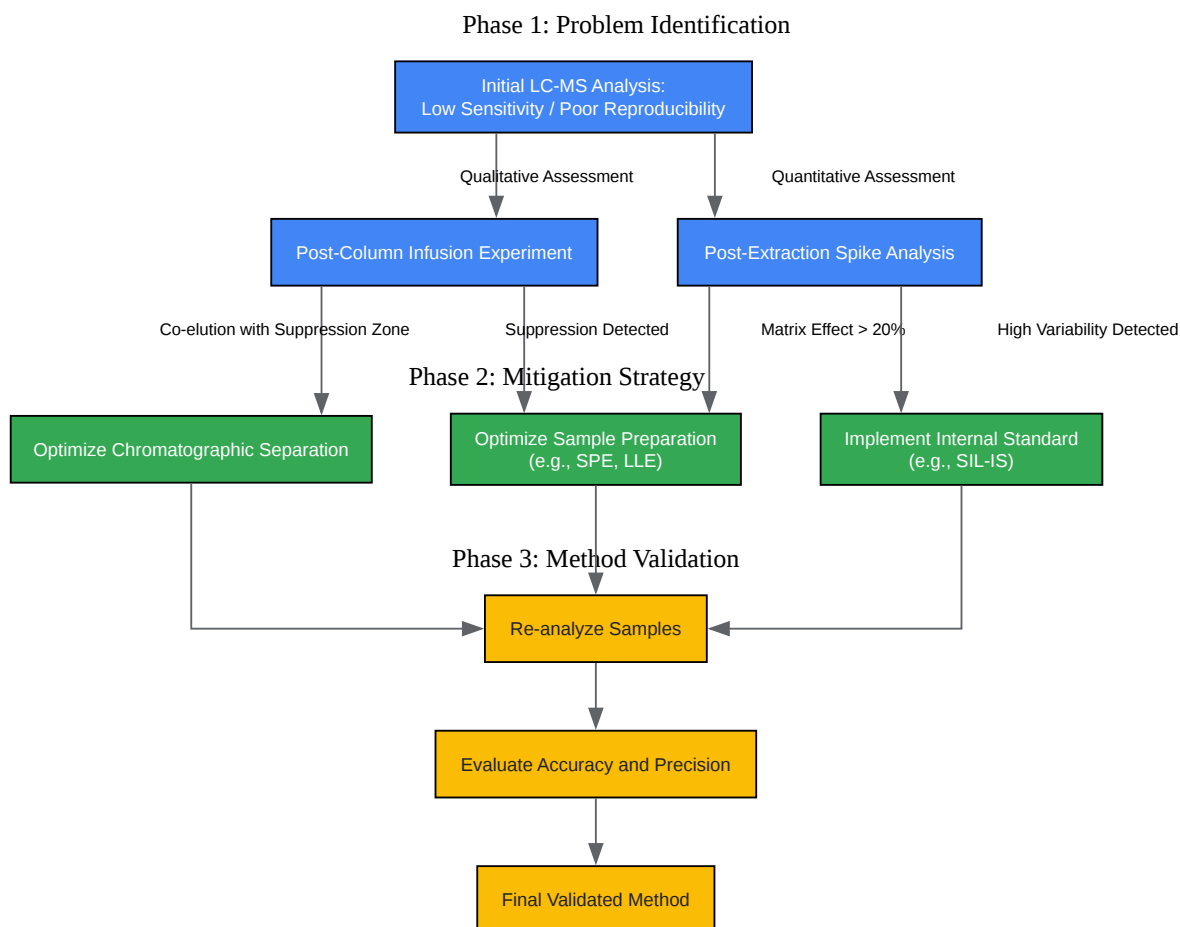 Phase 1: Problem Identification
Initial LC-MS Analysis:
Low Sensitivity / Poor Reproducibility
Qualitative Assessment
Quantitative Assessment
Post-Column Infusion Experiment
Post-Extraction Spike Analysis
Co-elution with Suppression Zone
Suppression Detected
Matrix Effect > 20%
High Variability Detected
Phase 2: Mitigation Strategy
Optimize Chromatographic Separation
Optimize Sample Preparation
(e.g., SPE, LLE)
Implement Internal Standard
(e.g., SIL-IS)
Phase 3: Method Validation
Re-analyze Samples
Evaluate Accuracy and Precision
Final Validated Method